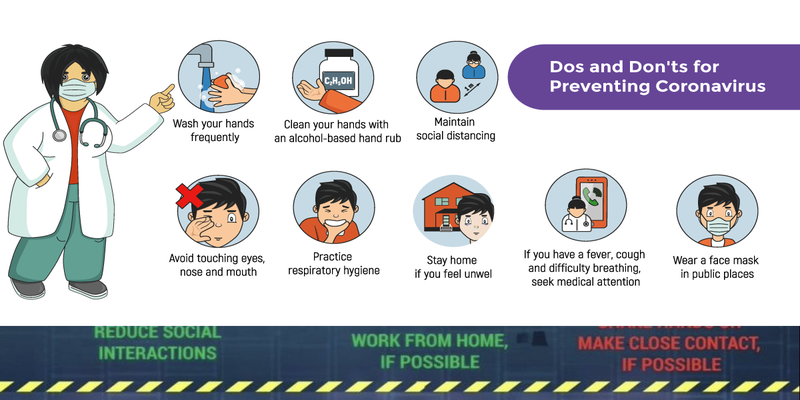 Dos and Don'ts for
Preventing Coronavirus
C₂H₅OH
Wash your hands
frequently
Clean your hands with
an alcohol-based hand rub
Maintain
social distancing
Avoid touching eyes,
nose and mouth
Practice
respiratory hygiene
Stay home
if you feel unwel
If you have a fever, cough
and difficulty breathing,
seek medical attention
Wear a face mask
in public places
REDUCE SOCIAL
INTERACTIONS
WORK FROM HOME,
IF POSSIBLE
MAKE CLOSE CONTACT,
IF POSSIBLE